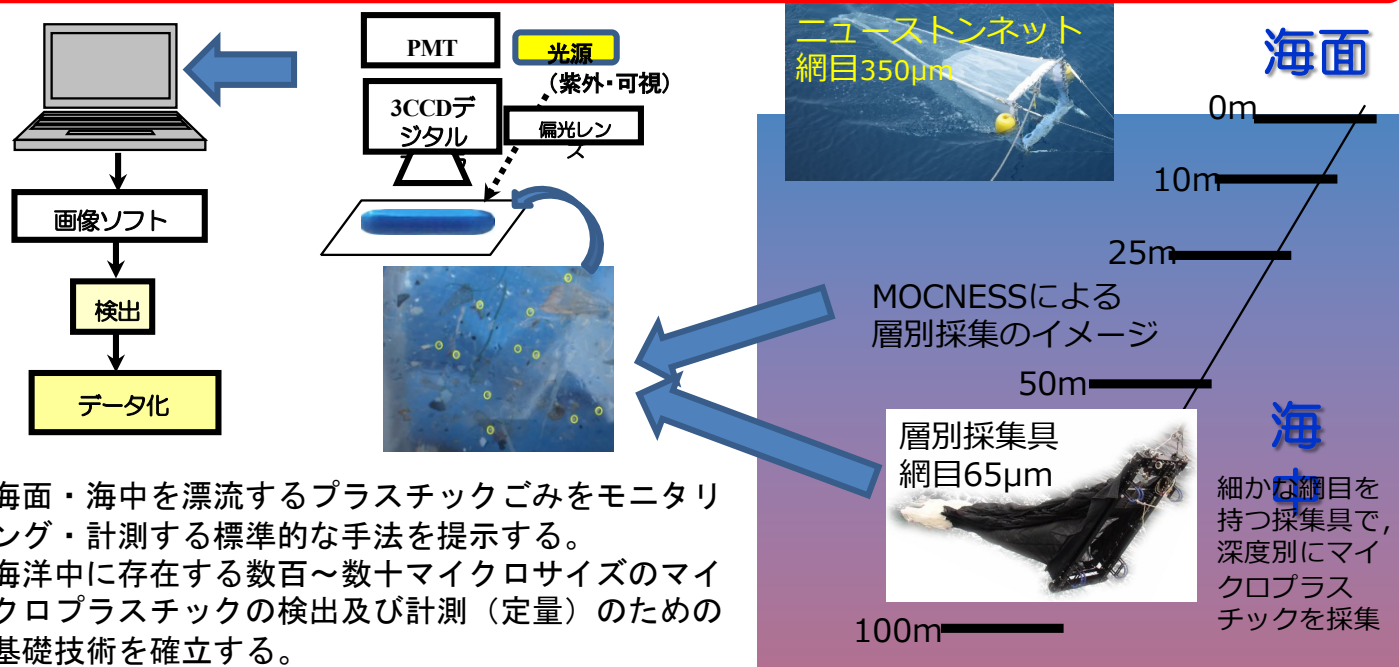 PMT
光源
（紫外・可視）
3CCDデ
ジタル
偏光レン
ズ
画像ソフト
検出
データ化
ニューストンネット
網目350μm
海面
0m
10m
25m
MOCNESSによる
層別採集のイメージ
50m
海
中
層別採集具
網目65μm
細かな網目を
持つ採集具で,
深度別にマイ
クロプラス
チックを採集
100m
海面・海中を漂流するプラスチックごみをモニタリ
ング・計測する標準的な手法を提示する。
海洋中に存在する数百～数十マイクロサイズのマイ
クロプラスチックの検出及び計測（定量）のための
基礎技術を確立する。